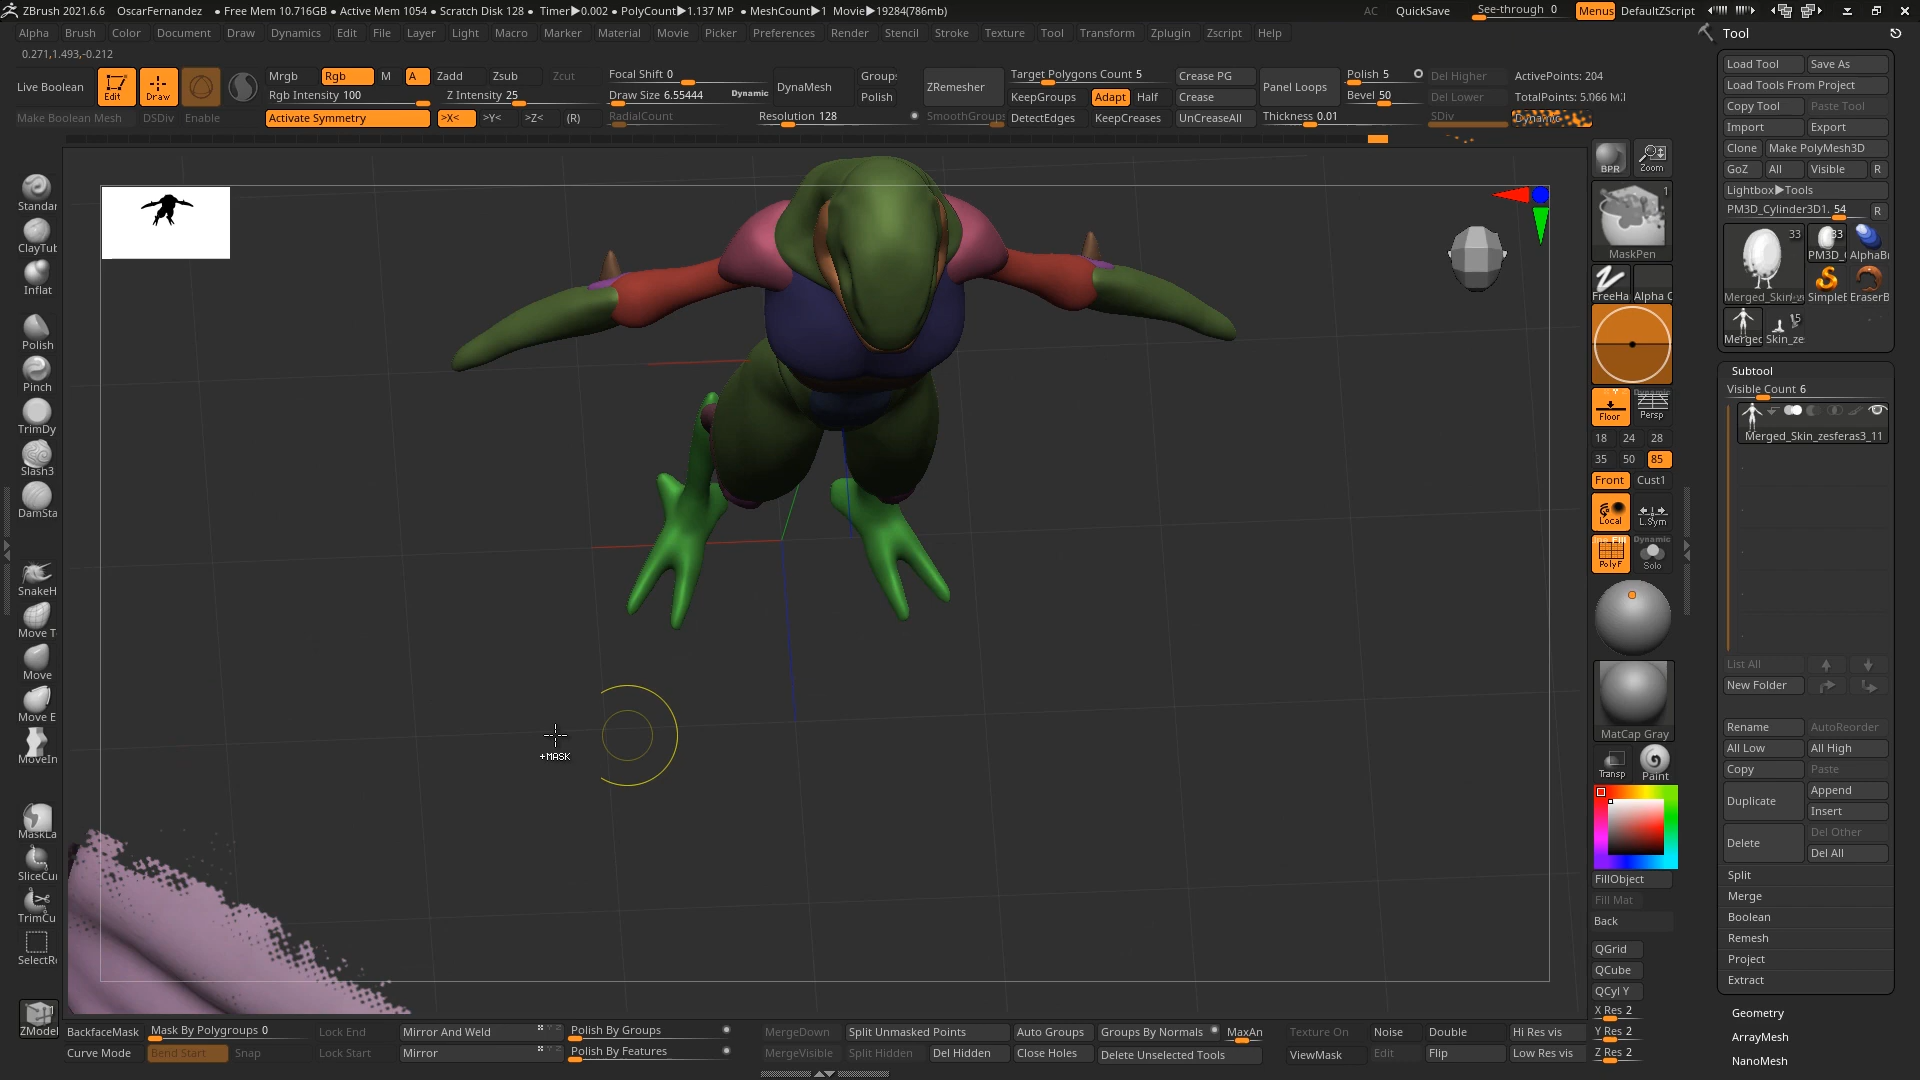 ZBrush 2021.6.6 OscarFernandez • Free Mem 10.716GB • Active Mem 1054 • Scratch Disk 128 • Timer▶0.002 • PolyCount▶1.137 MP • MeshCount▶1 Movie▶19284(786mb) AC QuickSave See-through 0 Menus DefaultZScript
Alpha Brush Color Document Draw Dynamics Edit File Layer Light Macro Marker Material Movie Picker Preferences Render Stencil Stroke Texture Tool Transform Zplugin Zscript Help Tool
0.271,1.493,-0.212
Live Boolean Edit Draw Mrgb Rgb M A Zadd Zsub Zcut Focal Shift 0 DynaMesh Group: ZRemesher Target Polygons Count 5 Crease PG Panel Loops Polish 5 Del Higher ActivePoints: 204
Rgb Intensity 100 Z Intensity 25 Draw Size 6.55444 Dynamic Polish KeepGroups Adapt Half Crease Bevel 50 Del Lower
Make Boolean Mesh DSDiv Enable Activate Symmetry >X< >Y< >Z< (R) RadialCount Resolution 128 SmoothGroups DetectEdges KeepCreases UnCreaseAll Thickness 0.01 SDiv Dynamic
Load Tool Save As
Load Tools From Project
Copy Tool Paste Tool
Import Export
Clone Make PolyMesh3D
GoZ All Visible R
Lightbox▶Tools
PM3D_Cylinder3D1. 54 R
33 33
PM3D_( AlphaB
SimpleE EraserB
5
Merged Skin_ze
BPR Zoom
1
MaskPen
FreeHa Alpha C
Floor Persp
18 24 28
35 50 85
Front Cust1
Local L.Sym
Dynamic
PolyF Solo
MatCap Gray
Transp Paint
FillObject
Fill Mat
Back
QGrid
QCube
QCyl Y
X Res 2
Y Res 2
Z Res 2
Subtool
Visible Count 6
Merged_Skin_zesferas3_11
List All
New Folder
Rename AutoReorder
All Low All High
Copy Paste
Duplicate Append
Insert
Delete Del Other
Del All
Split
Merge
Boolean
Remesh
Project
Extract
Geometry
ArrayMesh
NanoMesh
Standar
ClayTub
Inflat
Polish
Pinch
TrimDy
Slash3
DamSta
SnakeH
Move T
Move
Move E
MoveIn
MaskLa
SliceCu
TrimCu
SelectRe
ZModel
+MASK
BackfaceMask Mask By Polygroups 0 Lock End Mirror And Weld Polish By Groups MergeDown Split Unmasked Points Auto Groups Groups By Normals MaxAn Texture On Noise Double Hi Res vis
Curve Mode Bend Start Snap Lock Start Mirror Polish By Features MergeVisible Split Hidden Del Hidden Close Holes Delete Unselected Tools ViewMask Edit Flip Low Res vis